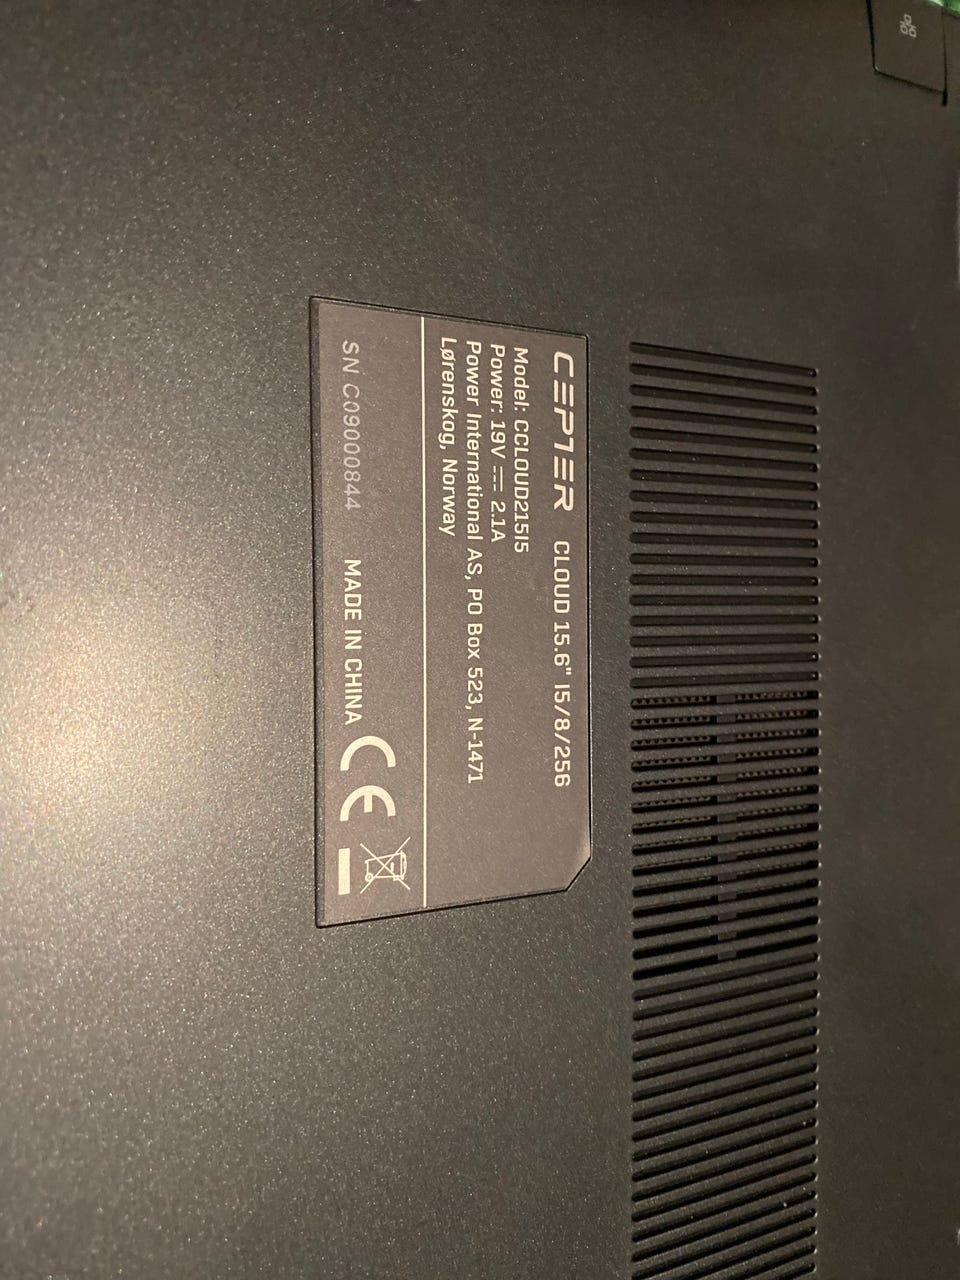 CEPTER CLOUD 15.6" I5/8/256
Model: CCLOUD215I5
Power: 19V ⎓ 2.1A
Power International AS, PO Box 523, N-1471
Lørenskog, Norway
SN C09000844 MADE IN CHINA CE